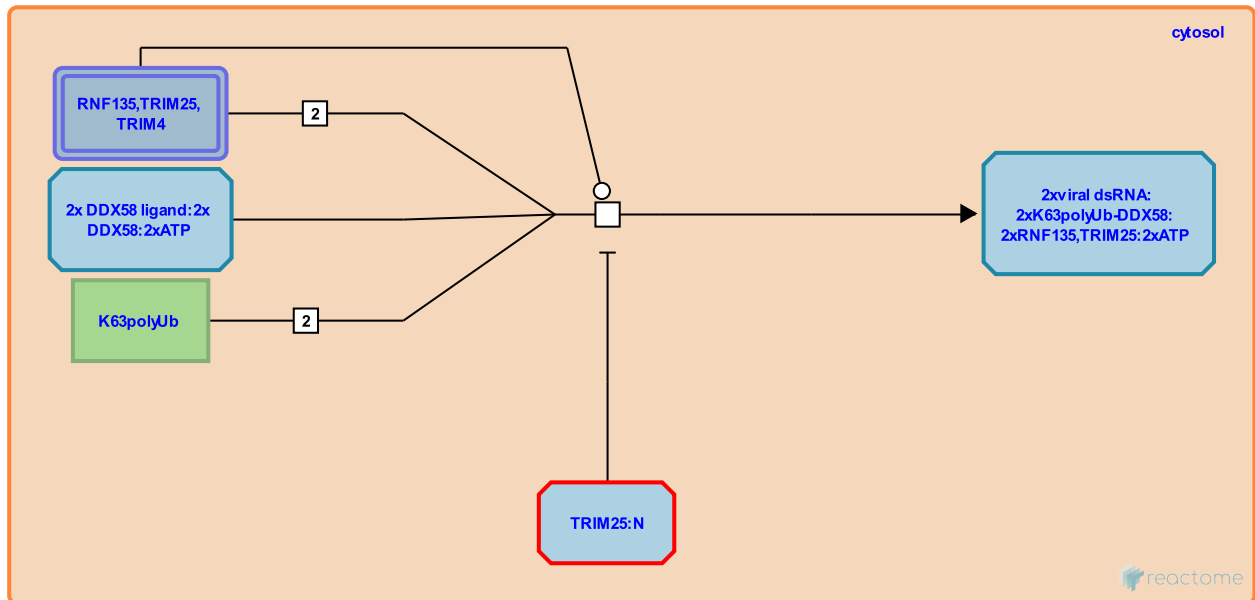 cytosol
RNF135,TRIM25,
TRIM4
2
2x DDX58 ligand:2x
DDX58:2xATP
K63polyUb
2
2xviral dsRNA:
2xK63polyUb-DDX58:
2xRNF135,TRIM25:2xATP
TRIM25:N
reactome